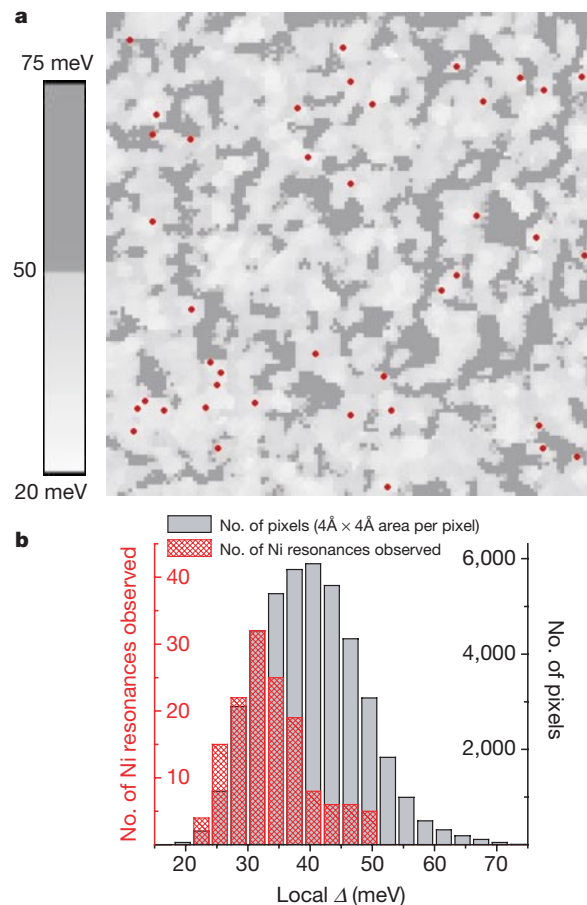 a
75 meV
50
20 meV
b
No. of pixels (4Å × 4Å area per pixel)
No. of Ni resonances observed
No. of Ni resonances observed
40
30
20
10
6,000
4,000
2,000
No. of pixels
20 30 40 50 60 70
Local Δ (meV)